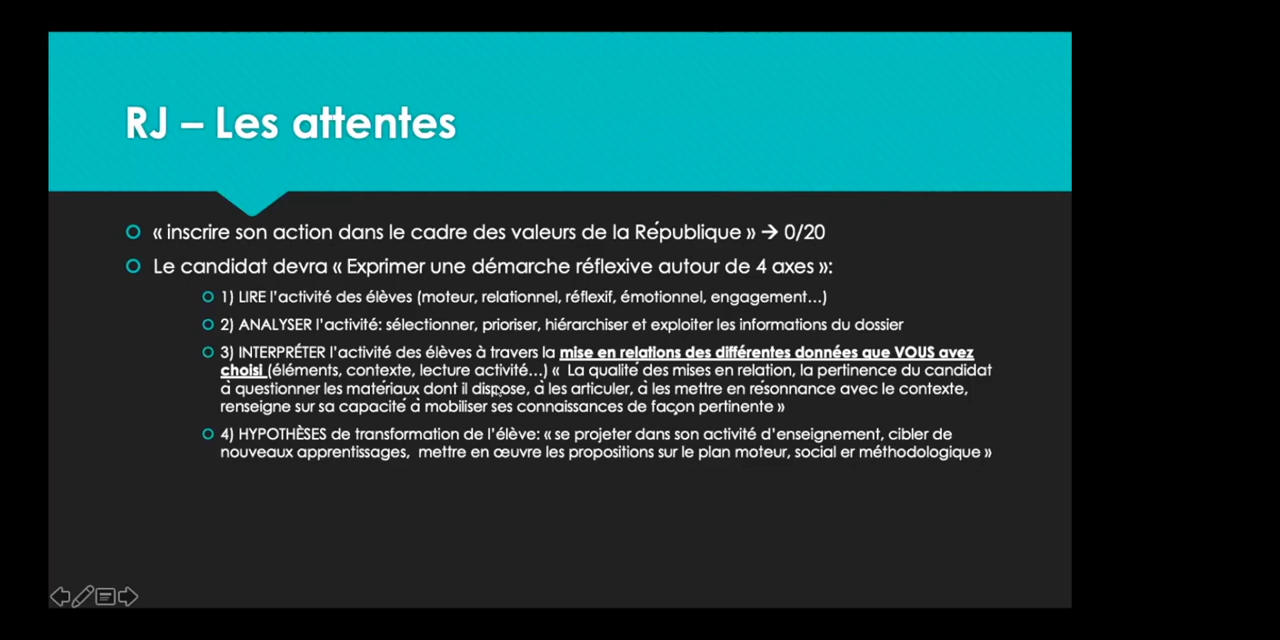 RJ – Les attentes
« inscrire son action dans le cadre des valeurs de la République » → 0/20
Le candidat devra « Exprimer une démarche réflexive autour de 4 axes »:
1) LIRE l’activité des élèves (moteur, relationnel, réflexif, émotionnel, engagement…)
2) ANALYSER l’activité: sélectionner, prioriser, hiérarchiser et exploiter les informations du dossier
3) INTERPRÉTER l’activité des élèves à travers la mise en relations des différentes données que VOUS avez
choisi (éléments, contexte, lecture activité…) « La qualité des mises en relation, la pertinence du candidat
à questionner les matériaux dont il dispose, à les articuler, à les mettre en résonnance avec le contexte,
renseigne sur sa capacité à mobiliser ses connaissances de façon pertinente »
4) HYPOTHÈSES de transformation de l’élève: « se projeter dans son activité d’enseignement, cibler de
nouveaux apprentissages, mettre en œuvre les propositions sur le plan moteur, social er méthodologique »